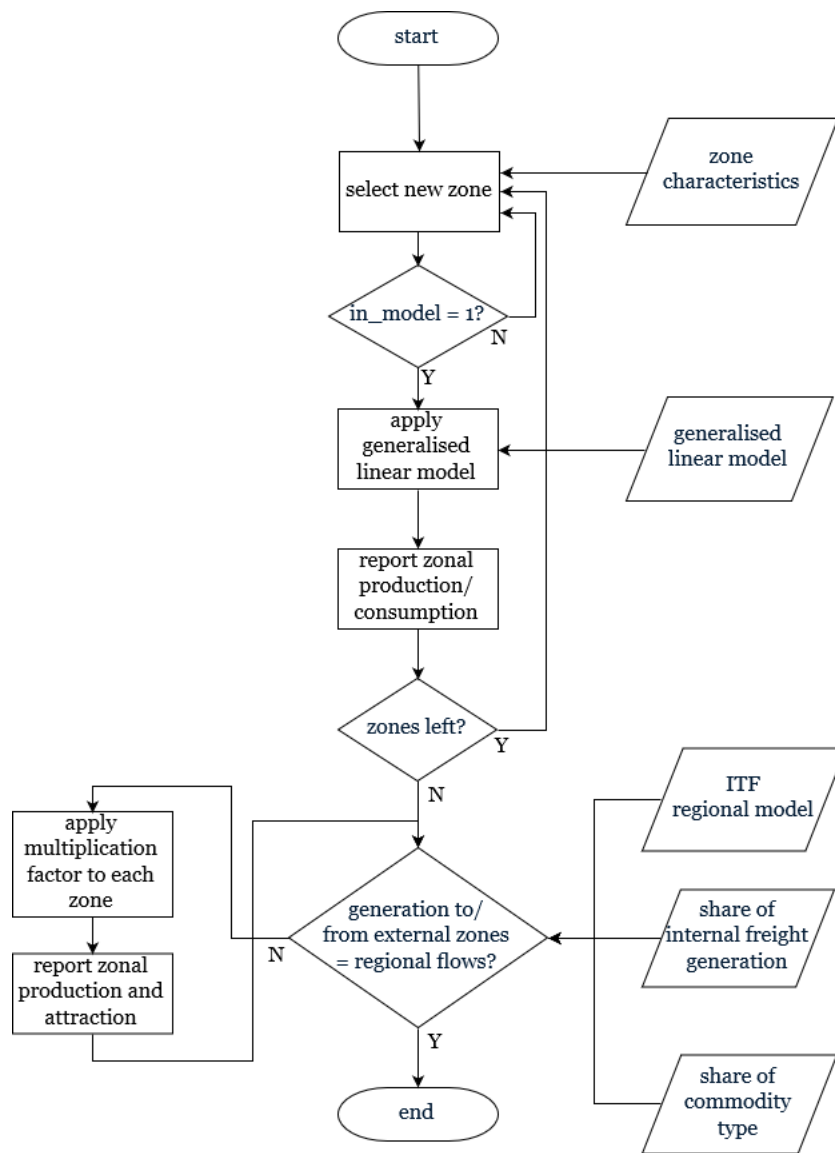 start
zone
characteristics
select new zone
in_model = 1?
N
Y
apply
generalised
linear model
generalised
linear model
report zonal
production/
consumption
zones left?
Y
N
ITF
regional model
apply
multiplication
factor to each
zone
generation to/
from external zones
= regional flows?
N
share of
internal freight
generation
report zonal
production and
attraction
Y
share of
commodity
type
end